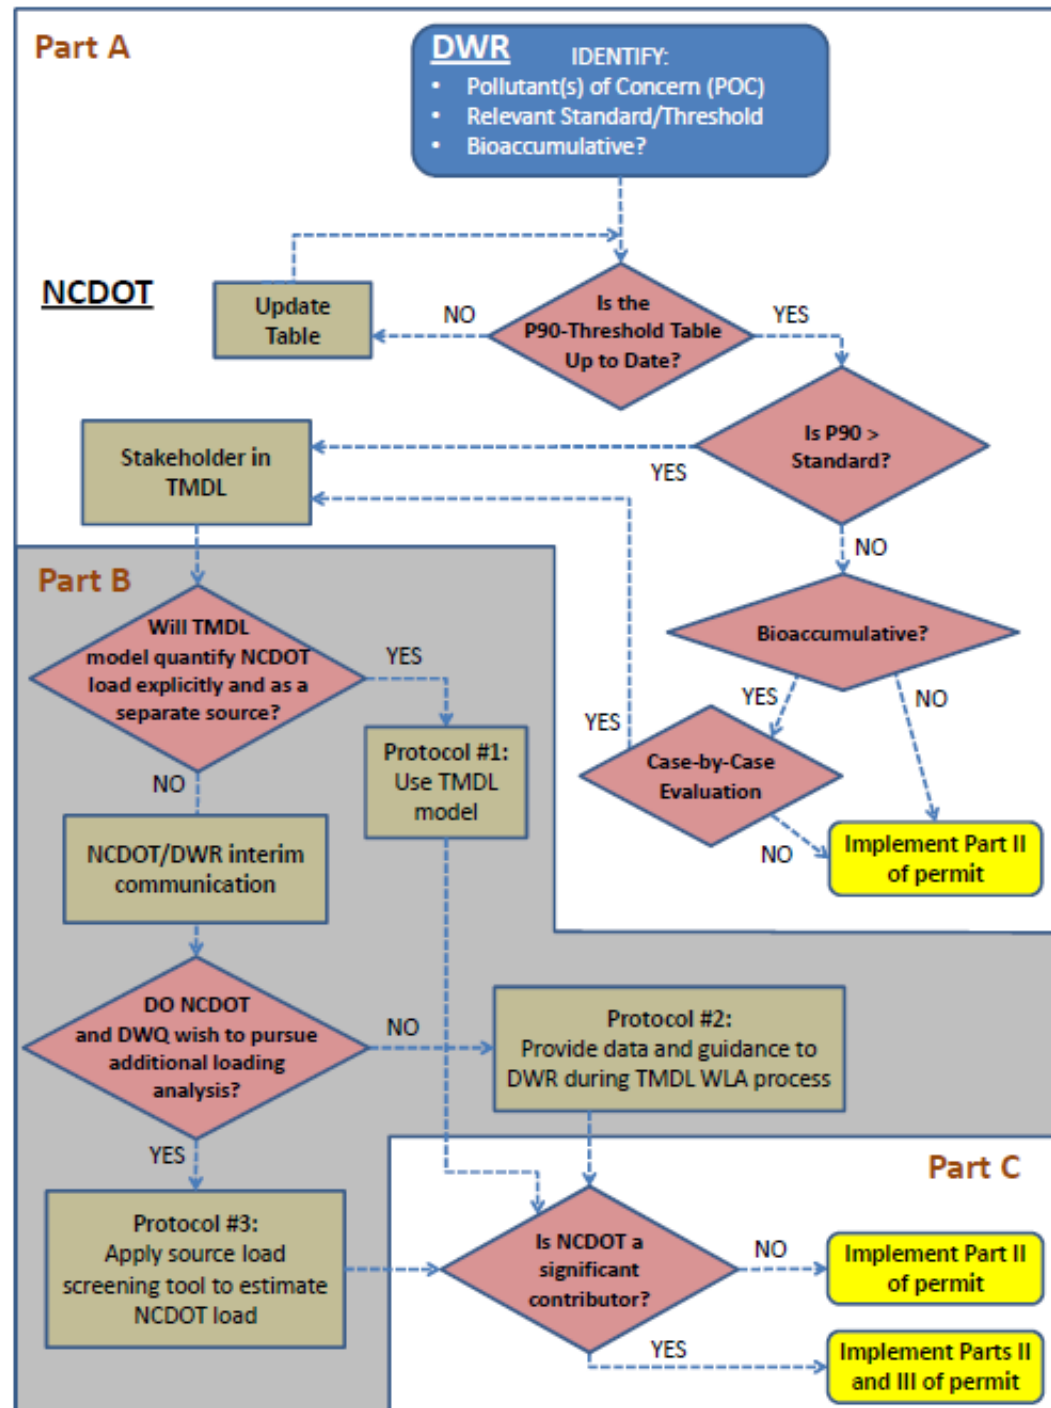 Part A
DWR IDENTIFY:
• Pollutant(s) of Concern (POC)
• Relevant Standard/Threshold
• Bioaccumulative?
NCDOT
Update
Table
NO
Is the
P90-Threshold Table
Up to Date?
YES
Stakeholder in
TMDL
YES
Is P90 >
Standard?
NO
Bioaccumulative?
YES
NO
YES
Case-by-Case
Evaluation
NO
Implement Part II
of permit
Part B
Will TMDL
model quantify NCDOT
load explicitly and as a
separate source?
YES
NO
Protocol #1:
Use TMDL
model
NCDOT/DWR interim
communication
DO NCDOT
and DWQ wish to pursue
additional loading
analysis?
NO
YES
Protocol #2:
Provide data and guidance to
DWR during TMDL WLA process
Protocol #3:
Apply source load
screening tool to estimate
NCDOT load
Part C
Is NCDOT a
significant
contributor?
NO
Implement Part II
of permit
YES
Implement Parts II
and III of permit